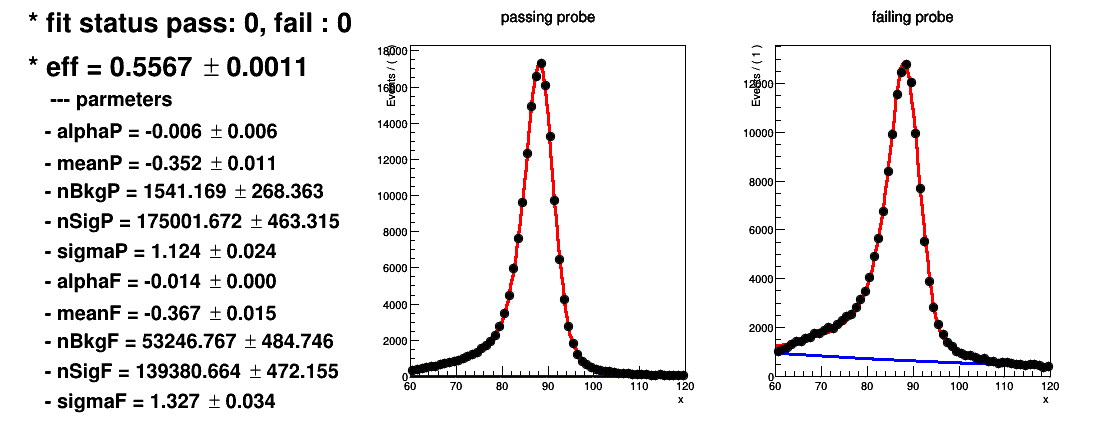 * fit status pass: 0, fail : 0
* eff = 0.5567 ± 0.0011
--- parmeters
- alphaP = -0.006 ± 0.006
- meanP = -0.352 ± 0.011
- nBkgP = 1541.169 ± 268.363
- nSigP = 175001.672 ± 463.315
- sigmaP = 1.124 ± 0.024
- alphaF = -0.014 ± 0.000
- meanF = -0.367 ± 0.015
- nBkgF = 53246.767 ± 484.746
- nSigF = 139380.664 ± 472.155
- sigmaF = 1.327 ± 0.034
passing probe
Events / (
18000
16000
14000
12000
10000
8000
6000
4000
2000
0
60 70 80 90 100 110 120
x
failing probe
Events / ( 1 )
12000
10000
8000
6000
4000
2000
0
60 70 80 90 100 110 120
x